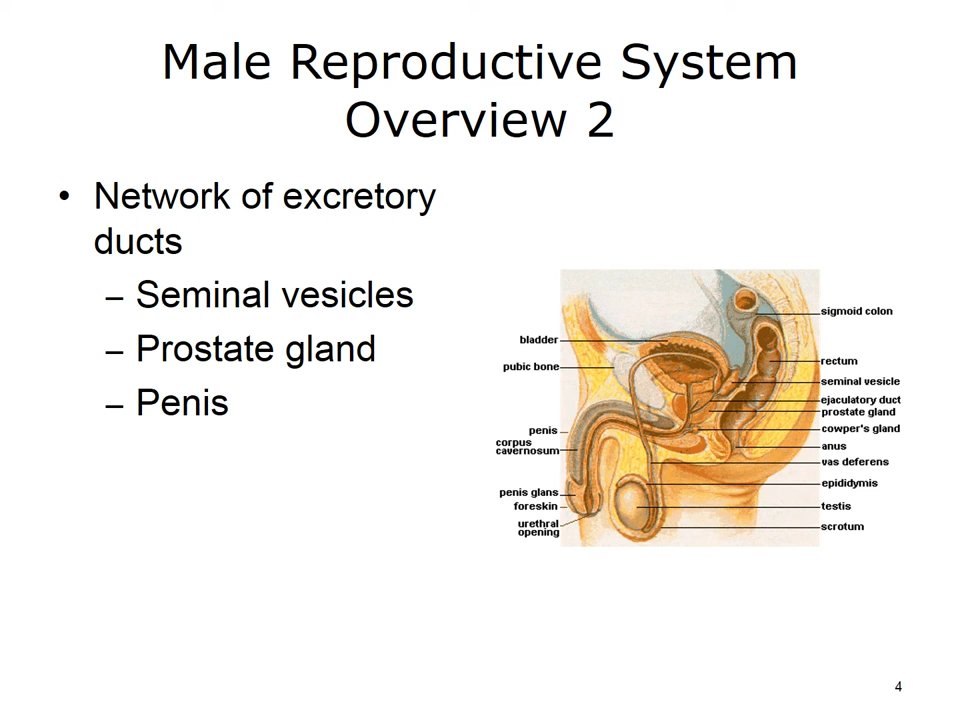 Male Reproductive System
Overview 2
• Network of excretory
ducts
– Seminal vesicles
– Prostate gland
– Penis
bladder
pubic bone
penis
corpus
cavernosum
penis glans
foreskin
urethral
opening
sigmoid colon
rectum
seminal vesicle
ejaculatory duct
prostate gland
cowper's gland
anus
vas deferens
epididymis
testis
scrotum
4